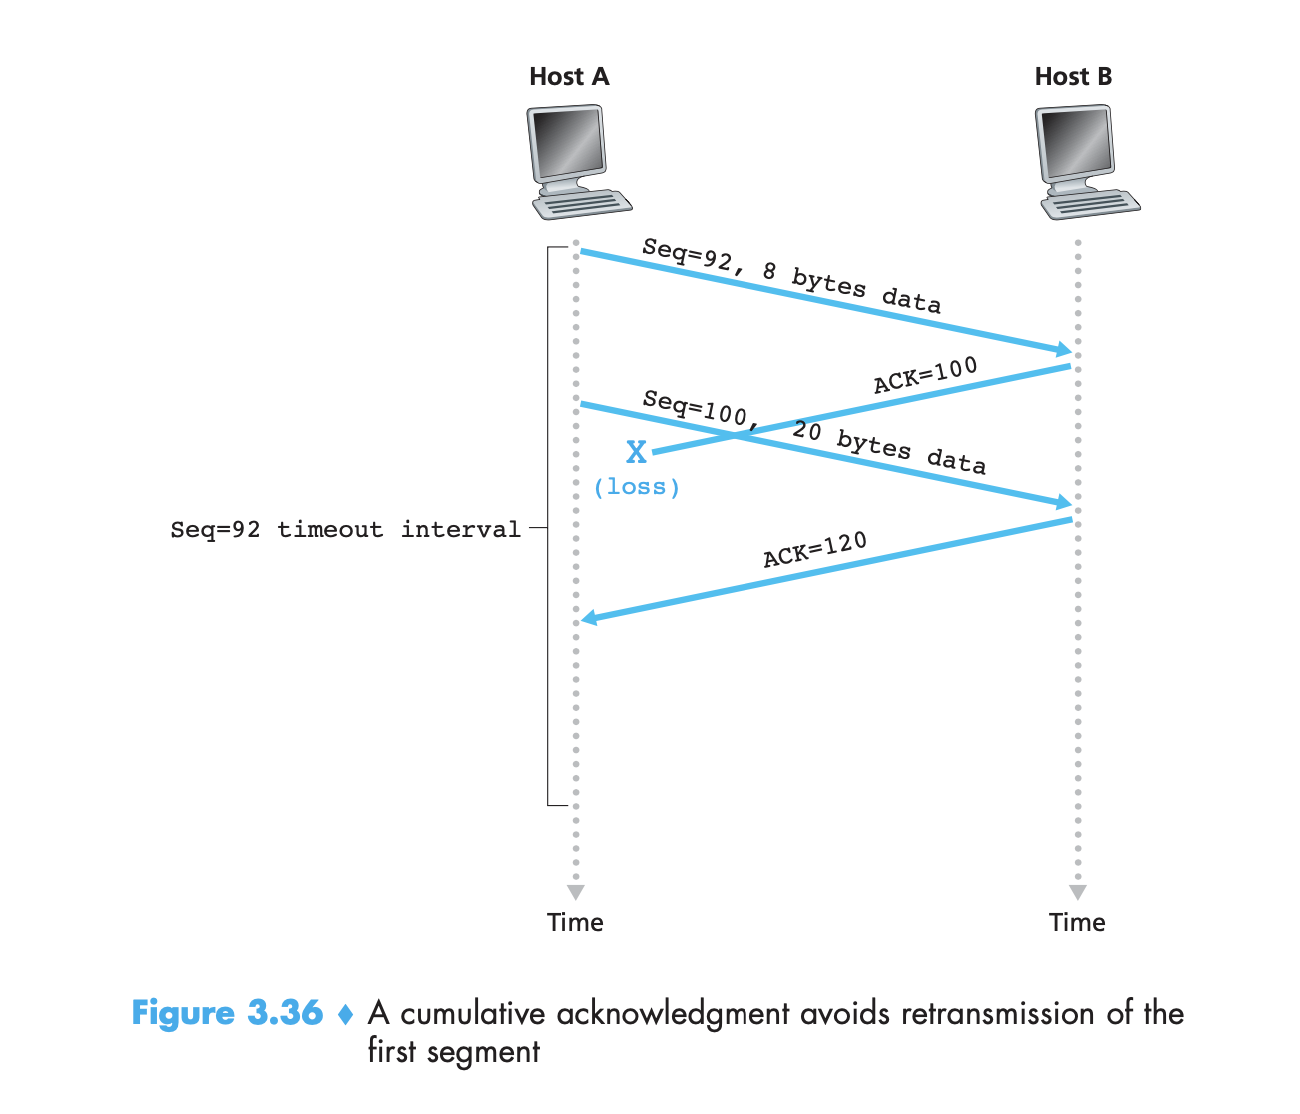 Host A
Host B
Seq=92, 8 bytes data
ACK=100
Seq=100, 20 bytes data
X
(loss)
Seq=92 timeout interval
ACK=120
Time
Time
Figure 3.36 ♦ A cumulative acknowledgment avoids retransmission of the
first segment